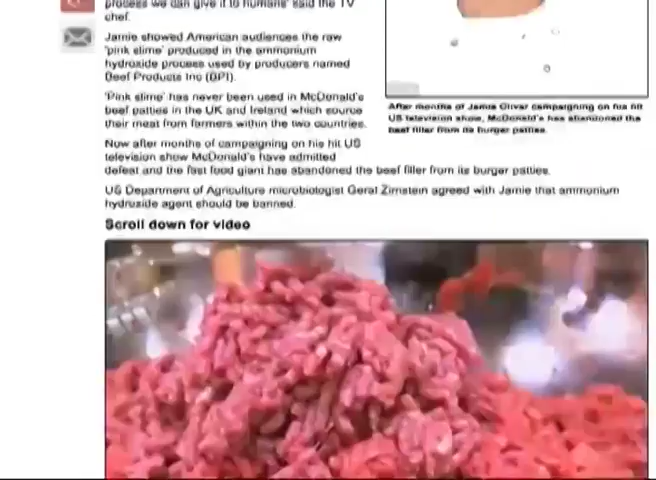 process we can give it to humans' said the TV
chef.
Jamie showed American audiences the raw
'pink slime' produced in the ammonium
hydroxide process used by producers named
Beef Products Inc (BPI).
'Pink slime' has never been used in McDonald's
beef patties in the UK and Ireland which source
their meat from farmers within the two countries.
After months of Jamie Oliver campaigning on his hit
US television show, McDonald's has abandoned the
beef filler from its burger patties.
Now after months of campaigning on his hit US
television show McDonald's have admitted
defeat and the fast food giant has abandoned the beef filler from its burger patties.
US Department of Agriculture microbiologist Geral Zirnstein agreed with Jamie that ammonium
hydroxide agent should be banned.
Scroll down for video